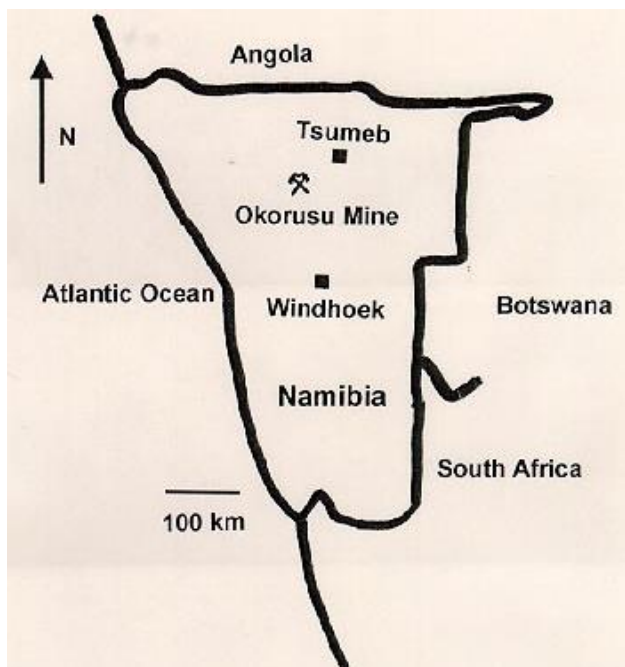 Angola
N
Tsumeb
Okorusu Mine
Atlantic Ocean
Windhoek
Botswana
Namibia
South Africa
100 km